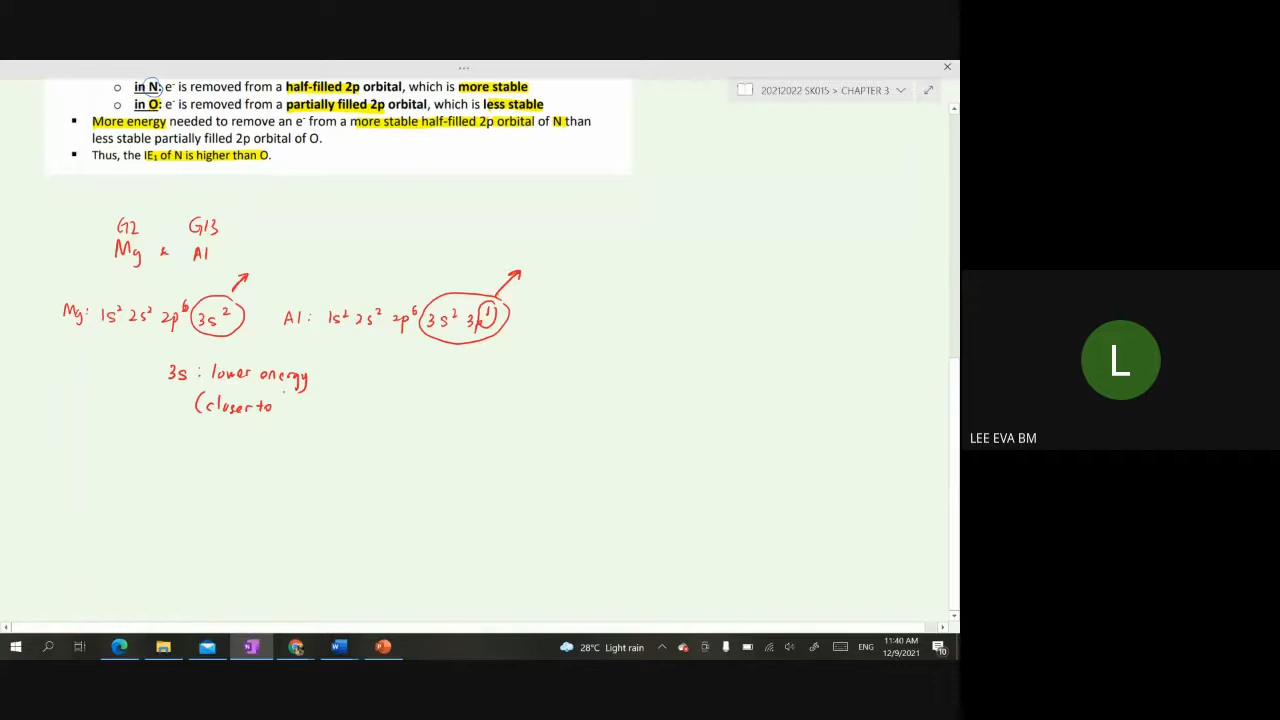 in N: e⁻ is removed from a half-filled 2p orbital, which is more stable
in O: e⁻ is removed from a partially filled 2p orbital, which is less stable
More energy needed to remove an e⁻ from a more stable half-filled 2p orbital of N than
less stable partially filled 2p orbital of O.
Thus, the IE₁ of N is higher than O.
20212022 SK015 > CHAPTER 3
G2 G13
Mg & Al
Mg: 1s² 2s² 2p⁶ 3s² Al: 1s² 2s² 2p⁶ 3s² 3p¹
3s : lower energy
(closer to
L
LEE EVA BM
28°C Light rain
ENG
11:40 AM
12/9/2021
10